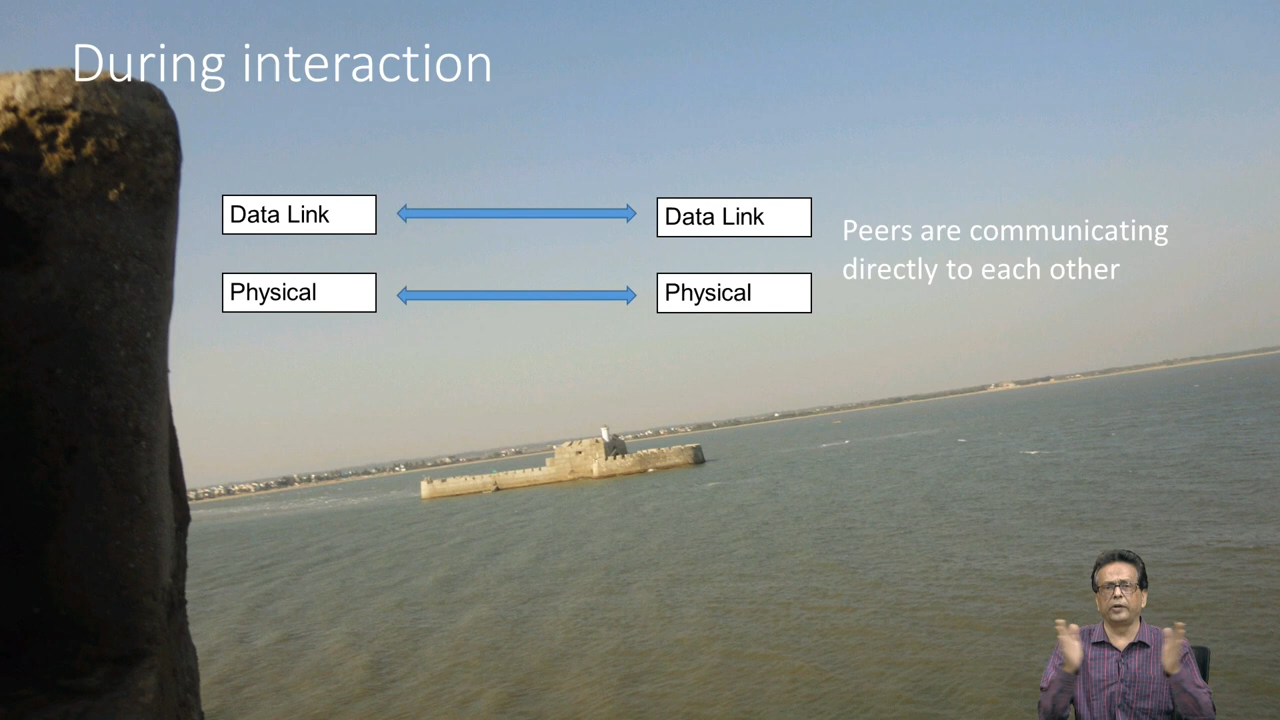 During interaction
Data Link
Data Link
Peers are communicating
directly to each other
Physical
Physical